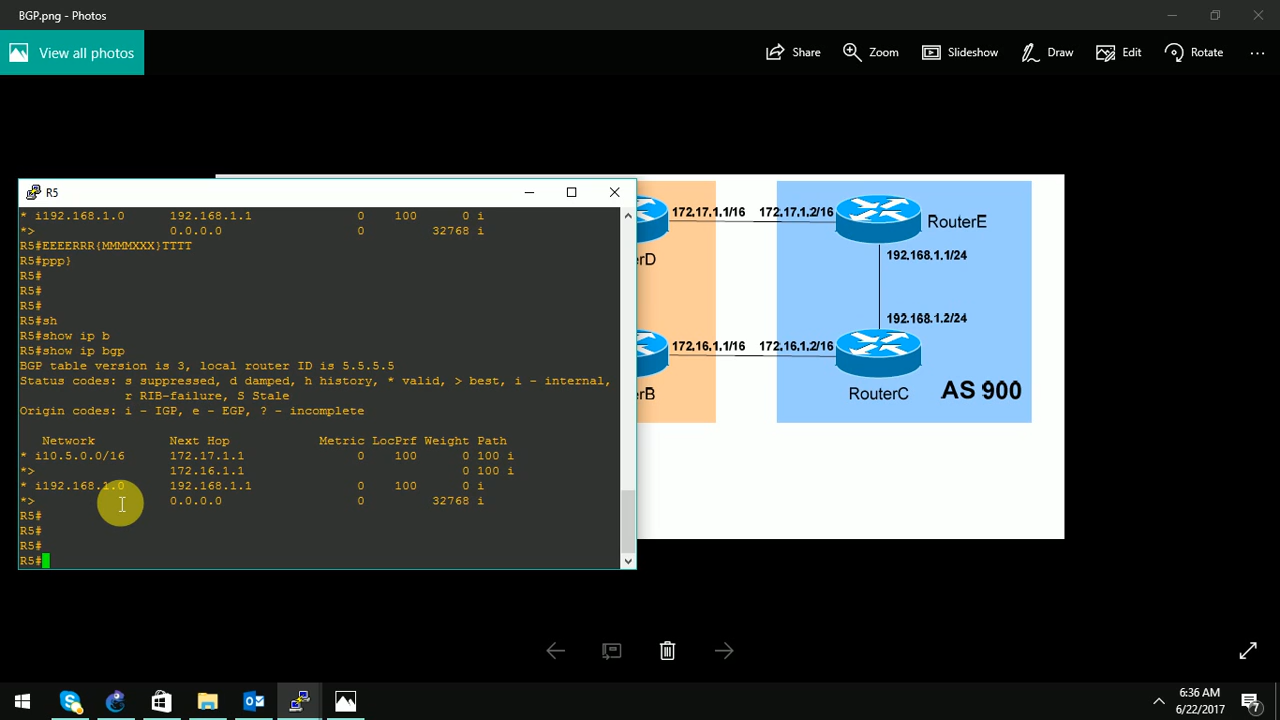 BGP.png - Photos
View all photos
Share
Zoom
Slideshow
Draw
Edit
Rotate
R5
* i192.168.1.0 192.168.1.1 0 100 0 i
*> 0.0.0.0 0 32768 i
R5#EEEERRR{MMMMXXX}TTTT
R5#ppp}
R5#
R5#
R5#
R5#sh
R5#show ip b
R5#show ip bgp
BGP table version is 3, local router ID is 5.5.5.5
Status codes: s suppressed, d damped, h history, * valid, > best, i - internal,
r RIB-failure, S Stale
Origin codes: i - IGP, e - EGP, ? - incomplete
Network Next Hop Metric LocPrf Weight Path
* i10.5.0.0/16 172.17.1.1 0 100 0 100 i
*> 172.16.1.1 0 100 i
* i192.168.1.0 192.168.1.1 0 100 0 i
*> 0.0.0.0 0 32768 i
R5#
R5#
R5#
R5#
172.17.1.1/16 172.17.1.2/16
RouterE
erD
192.168.1.1/24
192.168.1.2/24
172.16.1.1/16 172.16.1.2/16
erB
RouterC
AS 900
6:36 AM
6/22/2017
7